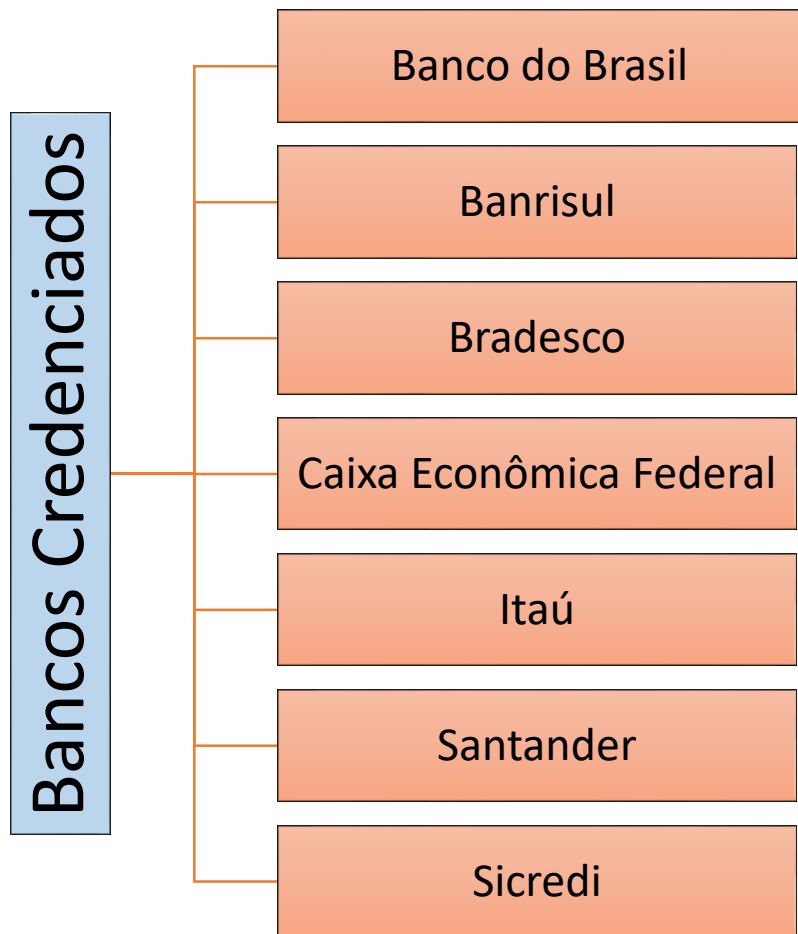 Bancos Credenciados
Banco do Brasil
Banrisul
Bradesco
Caixa Econômica Federal
Itaú
Santander
Sicredi